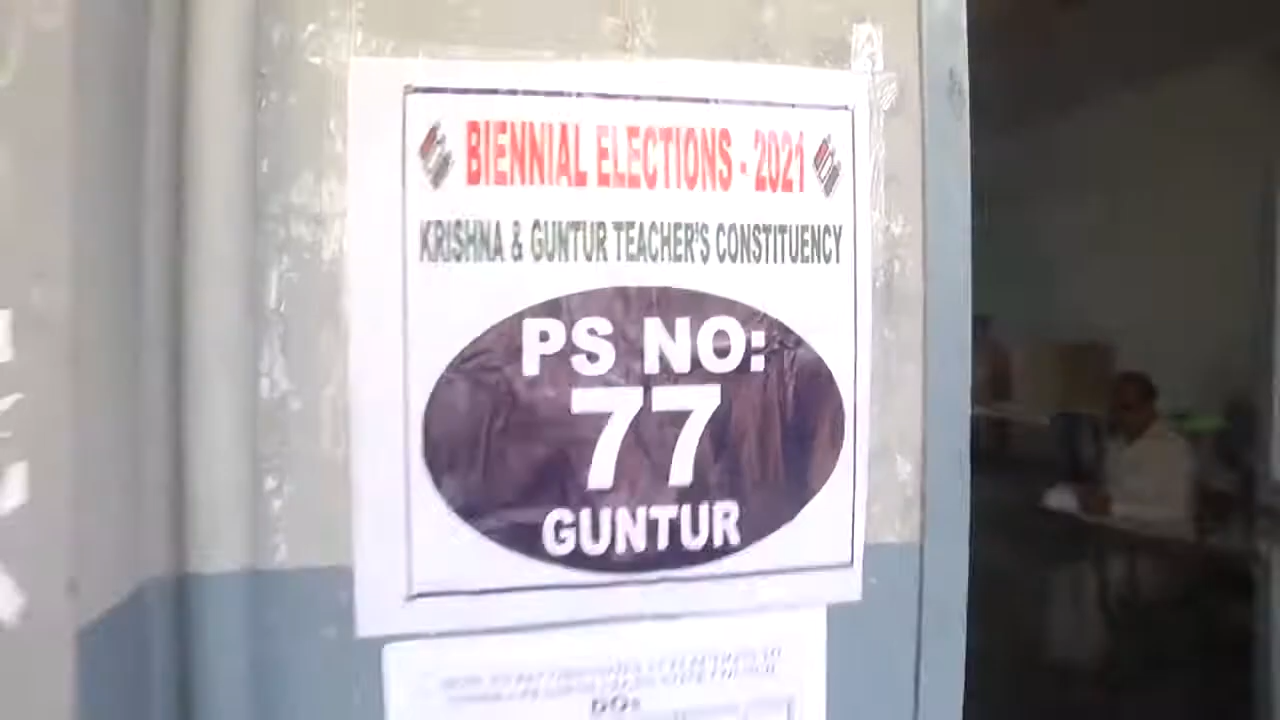 BIENNIAL ELECTIONS - 2021
KRISHNA & GUNTUR TEACHER'S CONSTITUENCY
PS NO:
77
GUNTUR